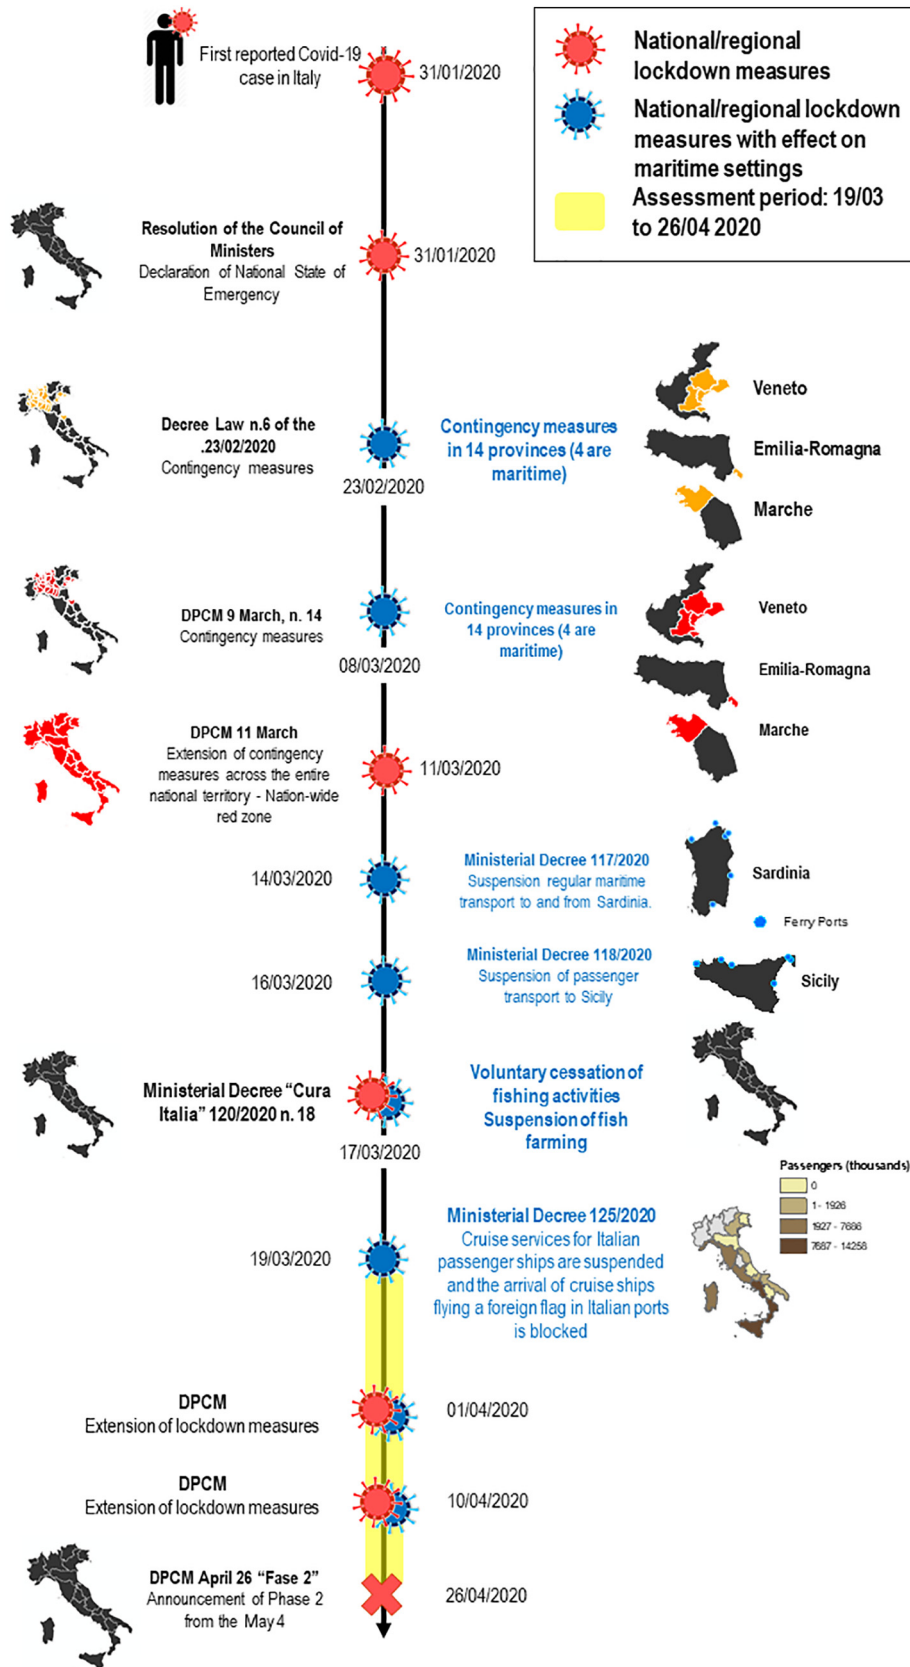 First reported Covid-19
case in Italy
31/01/2020
National/regional
lockdown measures
National/regional lockdown
measures with effect on
maritime settings
Assessment period: 19/03
to 26/04 2020
Resolution of the Council of
Ministers
Declaration of National State of
Emergency
31/01/2020
Decree Law n.6 of the
.23/02/2020
Contingency measures
23/02/2020
Contingency measures
in 14 provinces (4 are
maritime)
Veneto
Emilia-Romagna
Marche
DPCM 9 March, n. 14
Contingency measures
08/03/2020
Contingency measures in
14 provinces (4 are
maritime)
Veneto
Emilia-Romagna
Marche
DPCM 11 March
Extension of contingency
measures across the entire
national territory - Nation-wide
red zone
11/03/2020
14/03/2020
Ministerial Decree 117/2020
Suspension regular maritime
transport to and from Sardinia.
Sardinia
Ferry Ports
16/03/2020
Ministerial Decree 118/2020
Suspension of passenger
transport to Sicily
Sicily
Ministerial Decree “Cura
Italia” 120/2020 n. 18
17/03/2020
Voluntary cessation of
fishing activities
Suspension of fish
farming
Passengers (thousands)
0
1 - 1926
1927 - 7686
7687 - 14258
19/03/2020
Ministerial Decree 125/2020
Cruise services for Italian
passenger ships are suspended
and the arrival of cruise ships
flying a foreign flag in Italian ports
is blocked
DPCM
Extension of lockdown measures
01/04/2020
DPCM
Extension of lockdown measures
10/04/2020
DPCM April 26 “Fase 2”
Announcement of Phase 2
from the May 4
26/04/2020